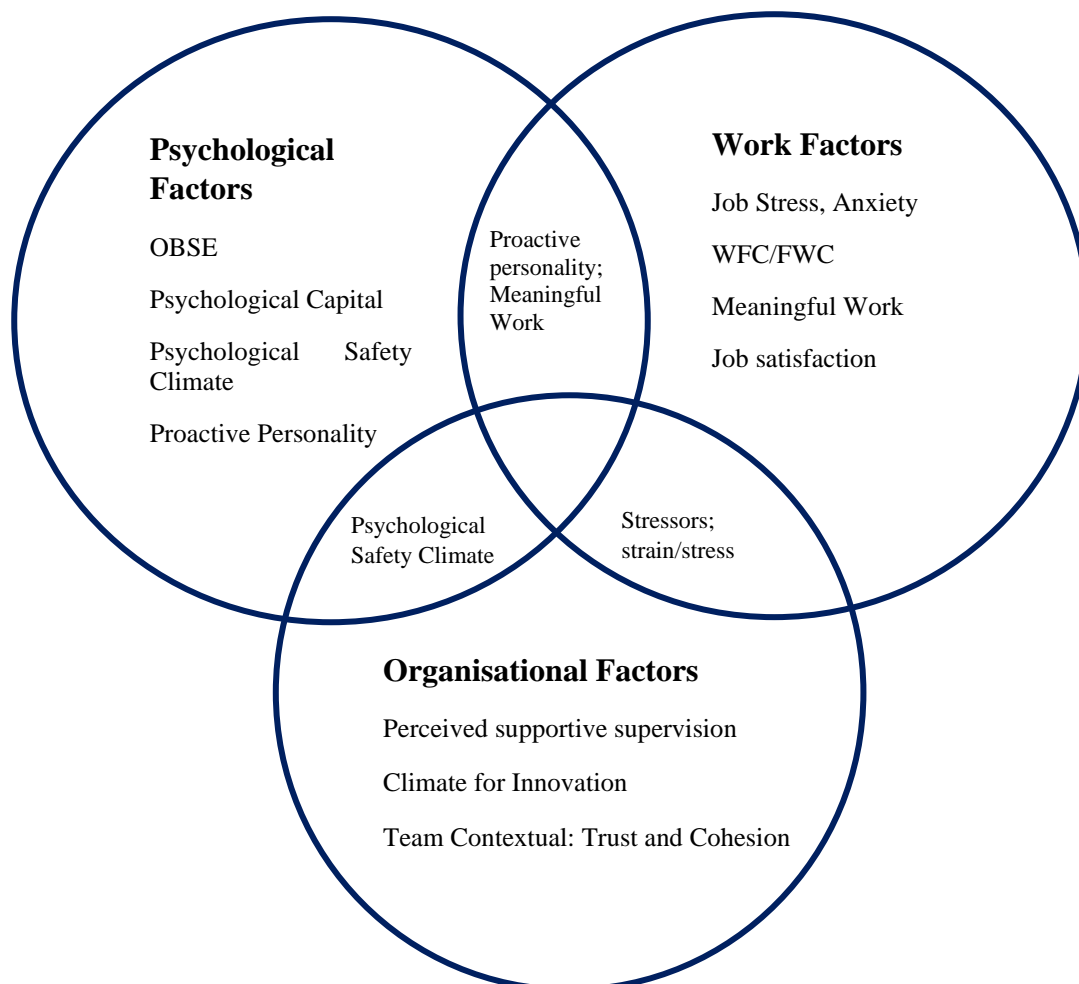 Psychological
Factors
OBSE
Psychological Capital
Psychological Safety
Climate
Proactive Personality
Proactive
personality;
Meaningful
Work
Work Factors
Job Stress, Anxiety
WFC/FWC
Meaningful Work
Job satisfaction
Psychological
Safety Climate
Stressors;
strain/stress
Organisational Factors
Perceived supportive supervision
Climate for Innovation
Team Contextual: Trust and Cohesion